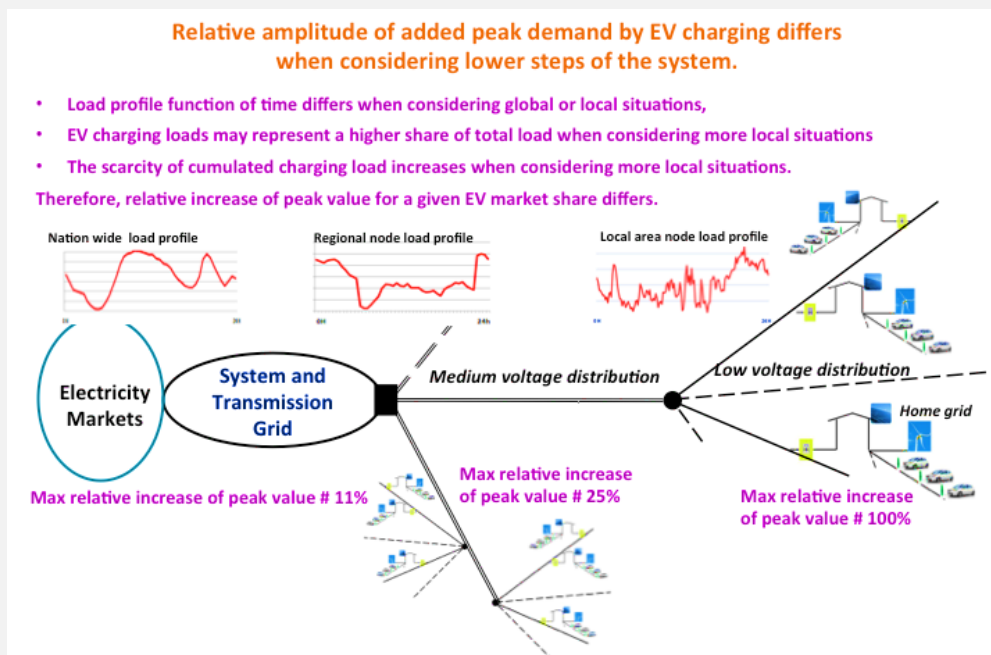 Relative amplitude of added peak demand by EV charging differs
when considering lower steps of the system.
• Load profile function of time differs when considering global or local situations,
• EV charging loads may represent a higher share of total load when considering more local situations
• The scarcity of cumulated charging load increases when considering more local situations.
Therefore, relative increase of peak value for a given EV market share differs.
Nation wide load profile
Regional node load profile
Local area node load profile
0H
24h
Electricity
Markets
System and
Transmission
Grid
Medium voltage distribution
Low voltage distribution
Home grid
Max relative increase of peak value # 11%
Max relative increase
of peak value # 25%
Max relative increase
of peak value # 100%